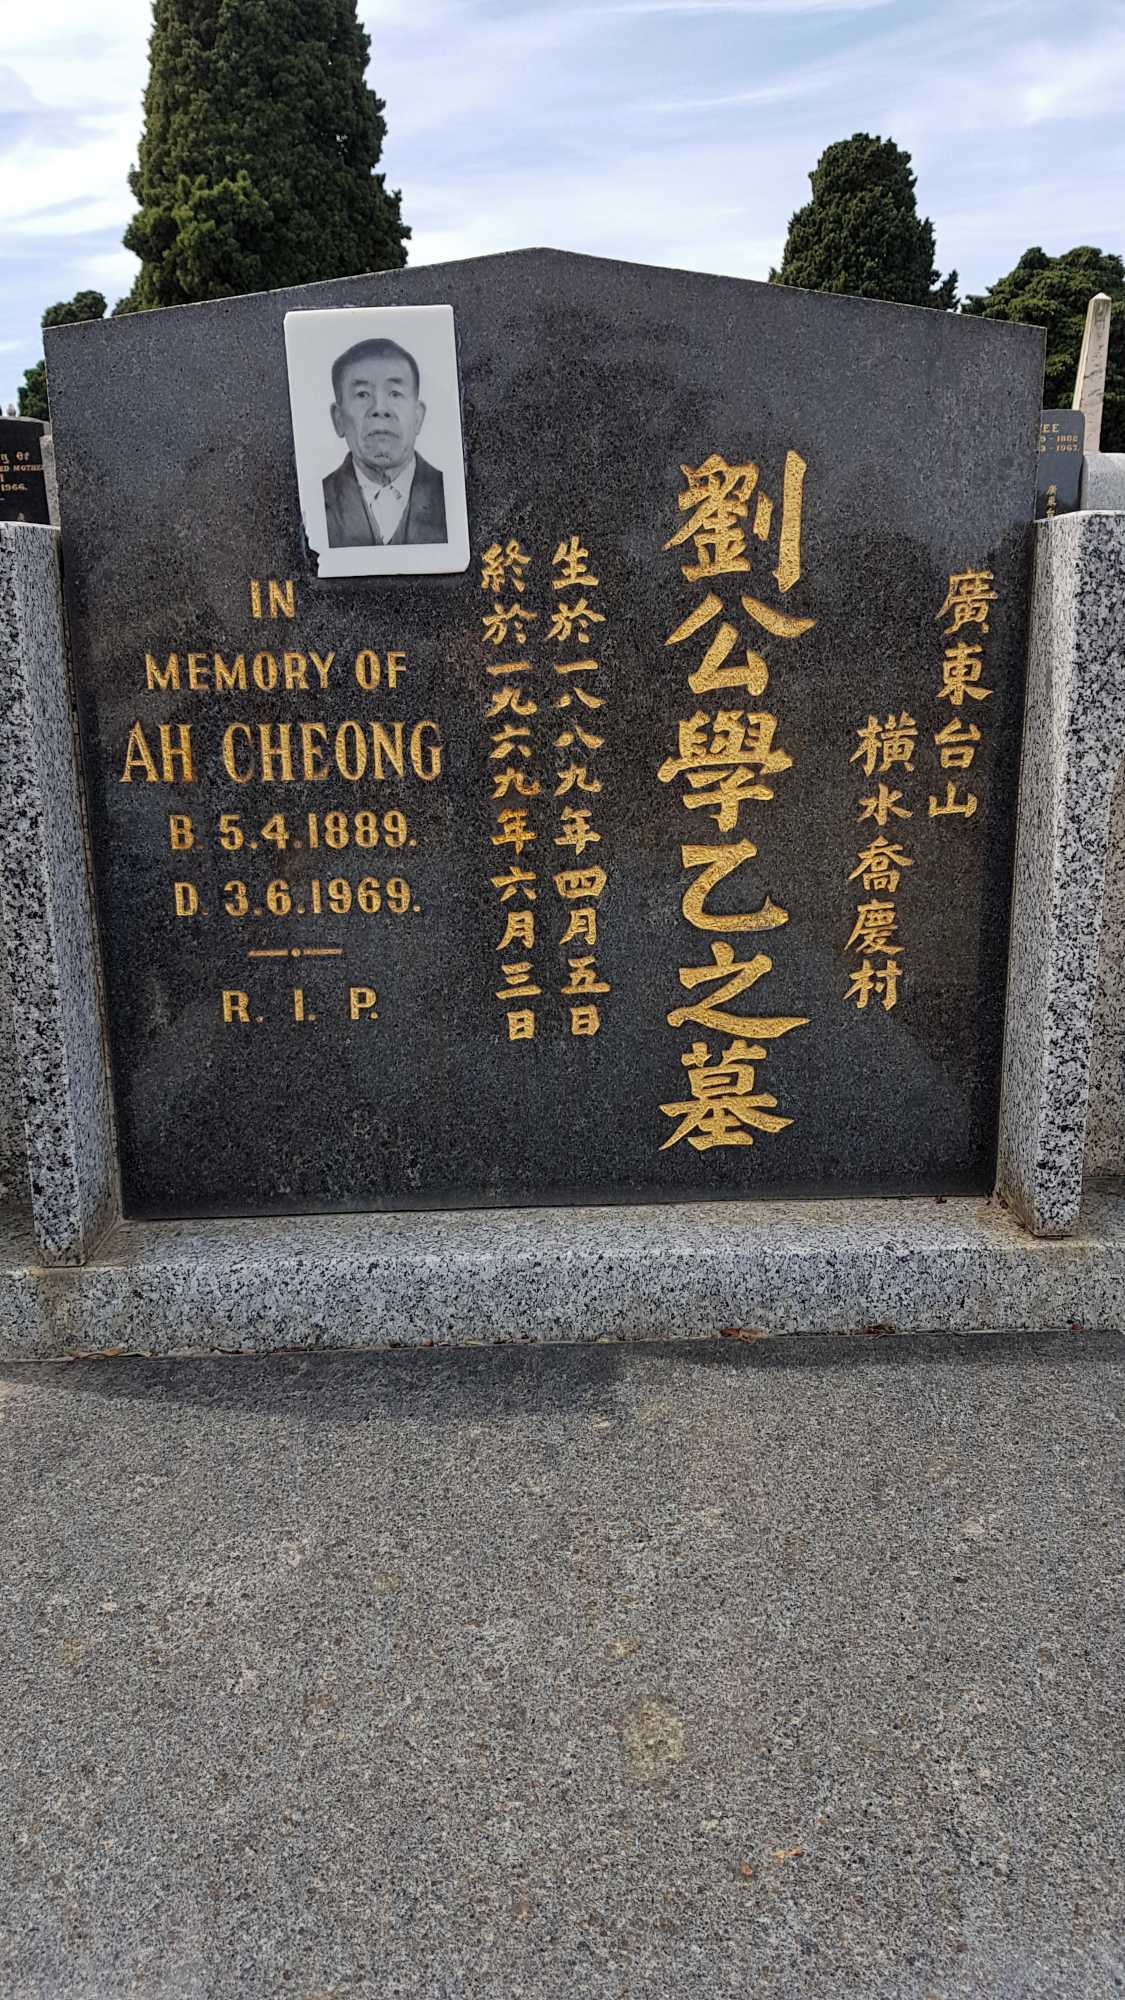 廣東台山
橫水喬慶村
劉公學乙之墓
生於一八八九年四月五日
終於一九六九年六月三日
IN
MEMORY OF
AH CHEONG
B. 5.4.1889.
D. 3.6.1969.
R. I. P.
1966.
1967.